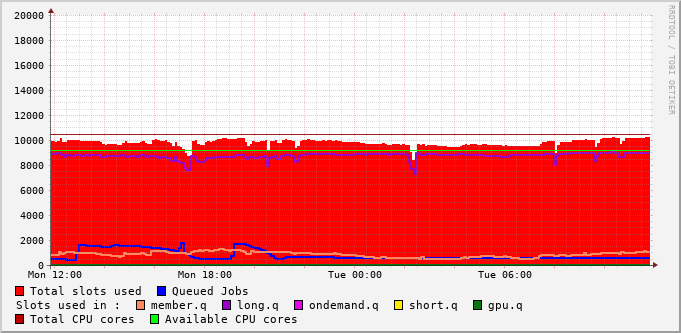 20000
18000
16000
14000
12000
10000
8000
6000
4000
2000
0
Mon 12:00 Mon 18:00 Tue 00:00 Tue 06:00
Total slots used Queued Jobs
Slots used in : member.q long.q ondemand.q short.q gpu.q
Total CPU cores Available CPU cores
RRDTOOL / TOBI OETIKER